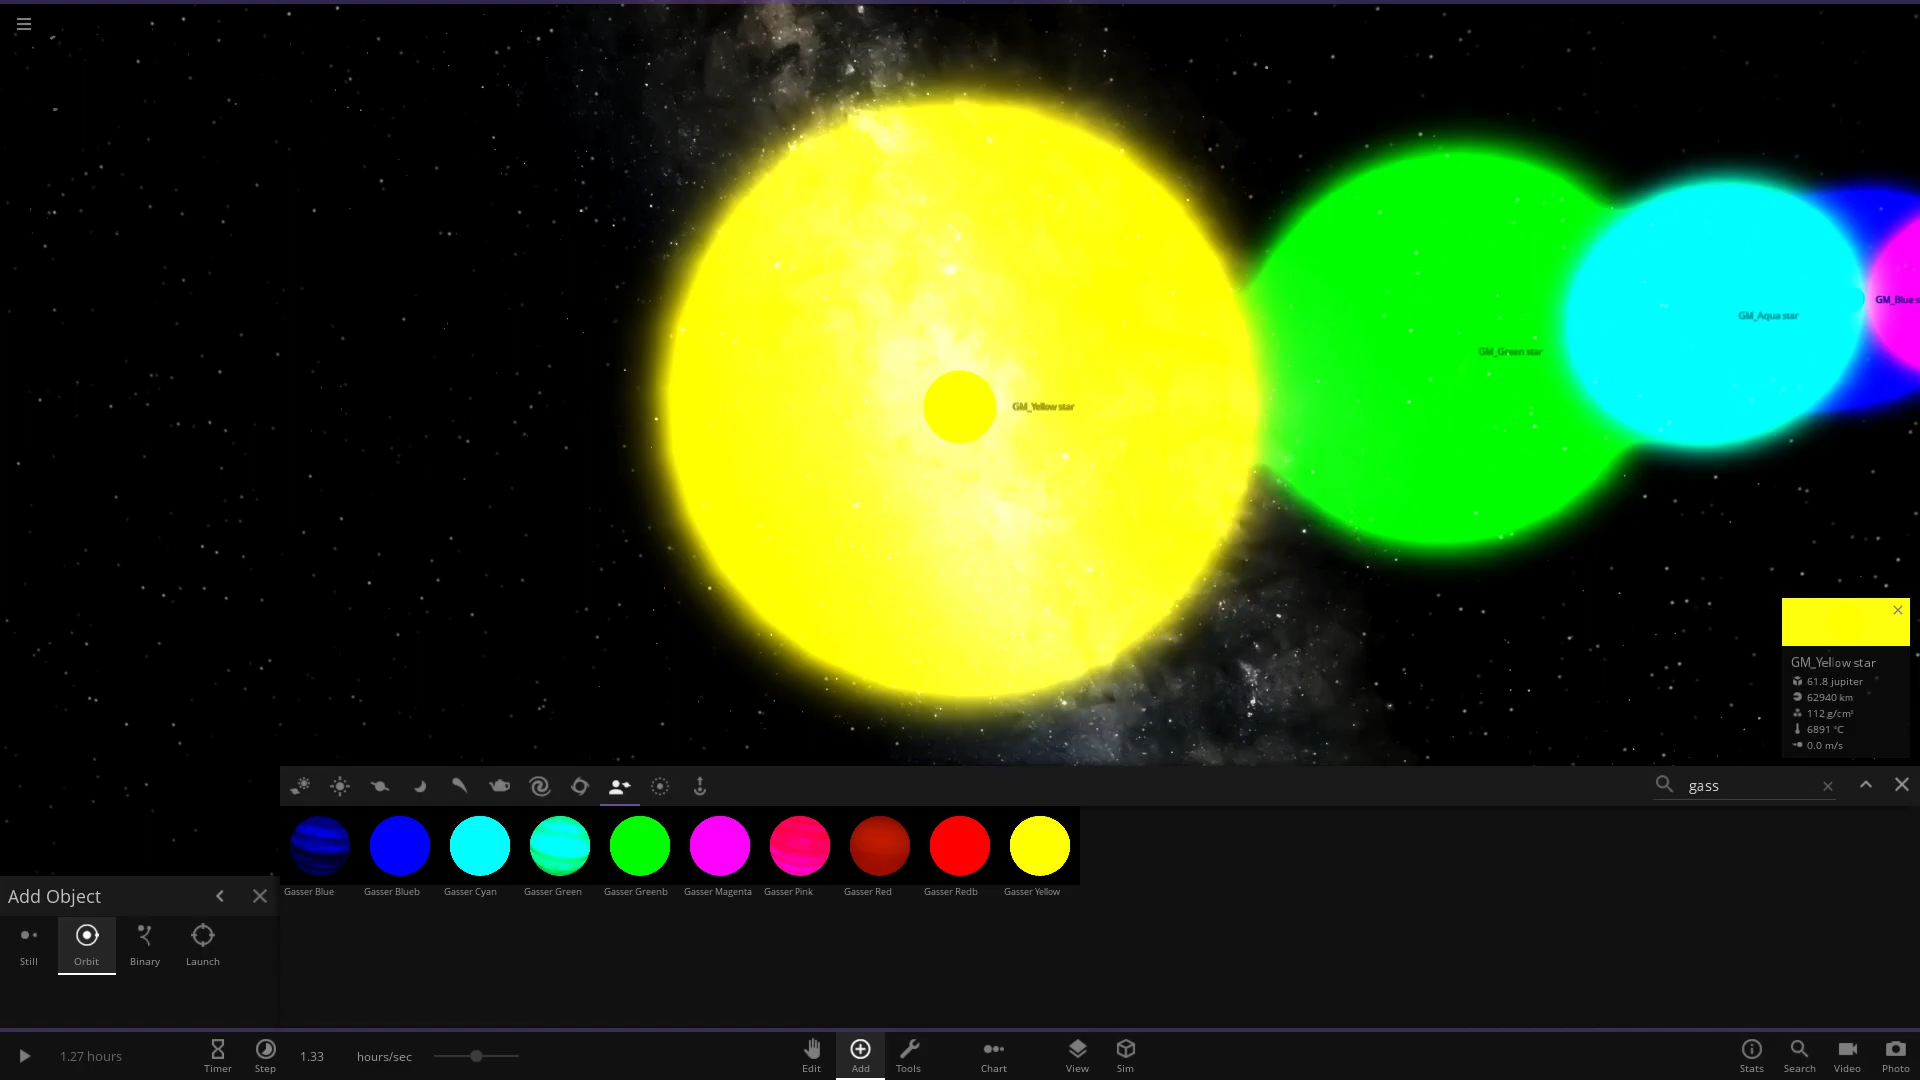 GM_Blue s
GM_Aqua star
GM_Green star
GM_Yellow star
GM_Yellow star
61.8 jupiter
62940 km
112 g/cm³
6891 °C
0.0 m/s
gass
Gasser Blue
Gasser Blueb
Gasser Cyan
Gasser Green
Gasser Greenb
Gasser Magenta
Gasser Pink
Gasser Red
Gasser Redb
Gasser Yellow
Add Object
Still
Orbit
Binary
Launch
1.27 hours
Timer
Step
1.33
hours/sec
Edit
Add
Tools
Chart
View
Sim
Stats
Search
Video
Photo